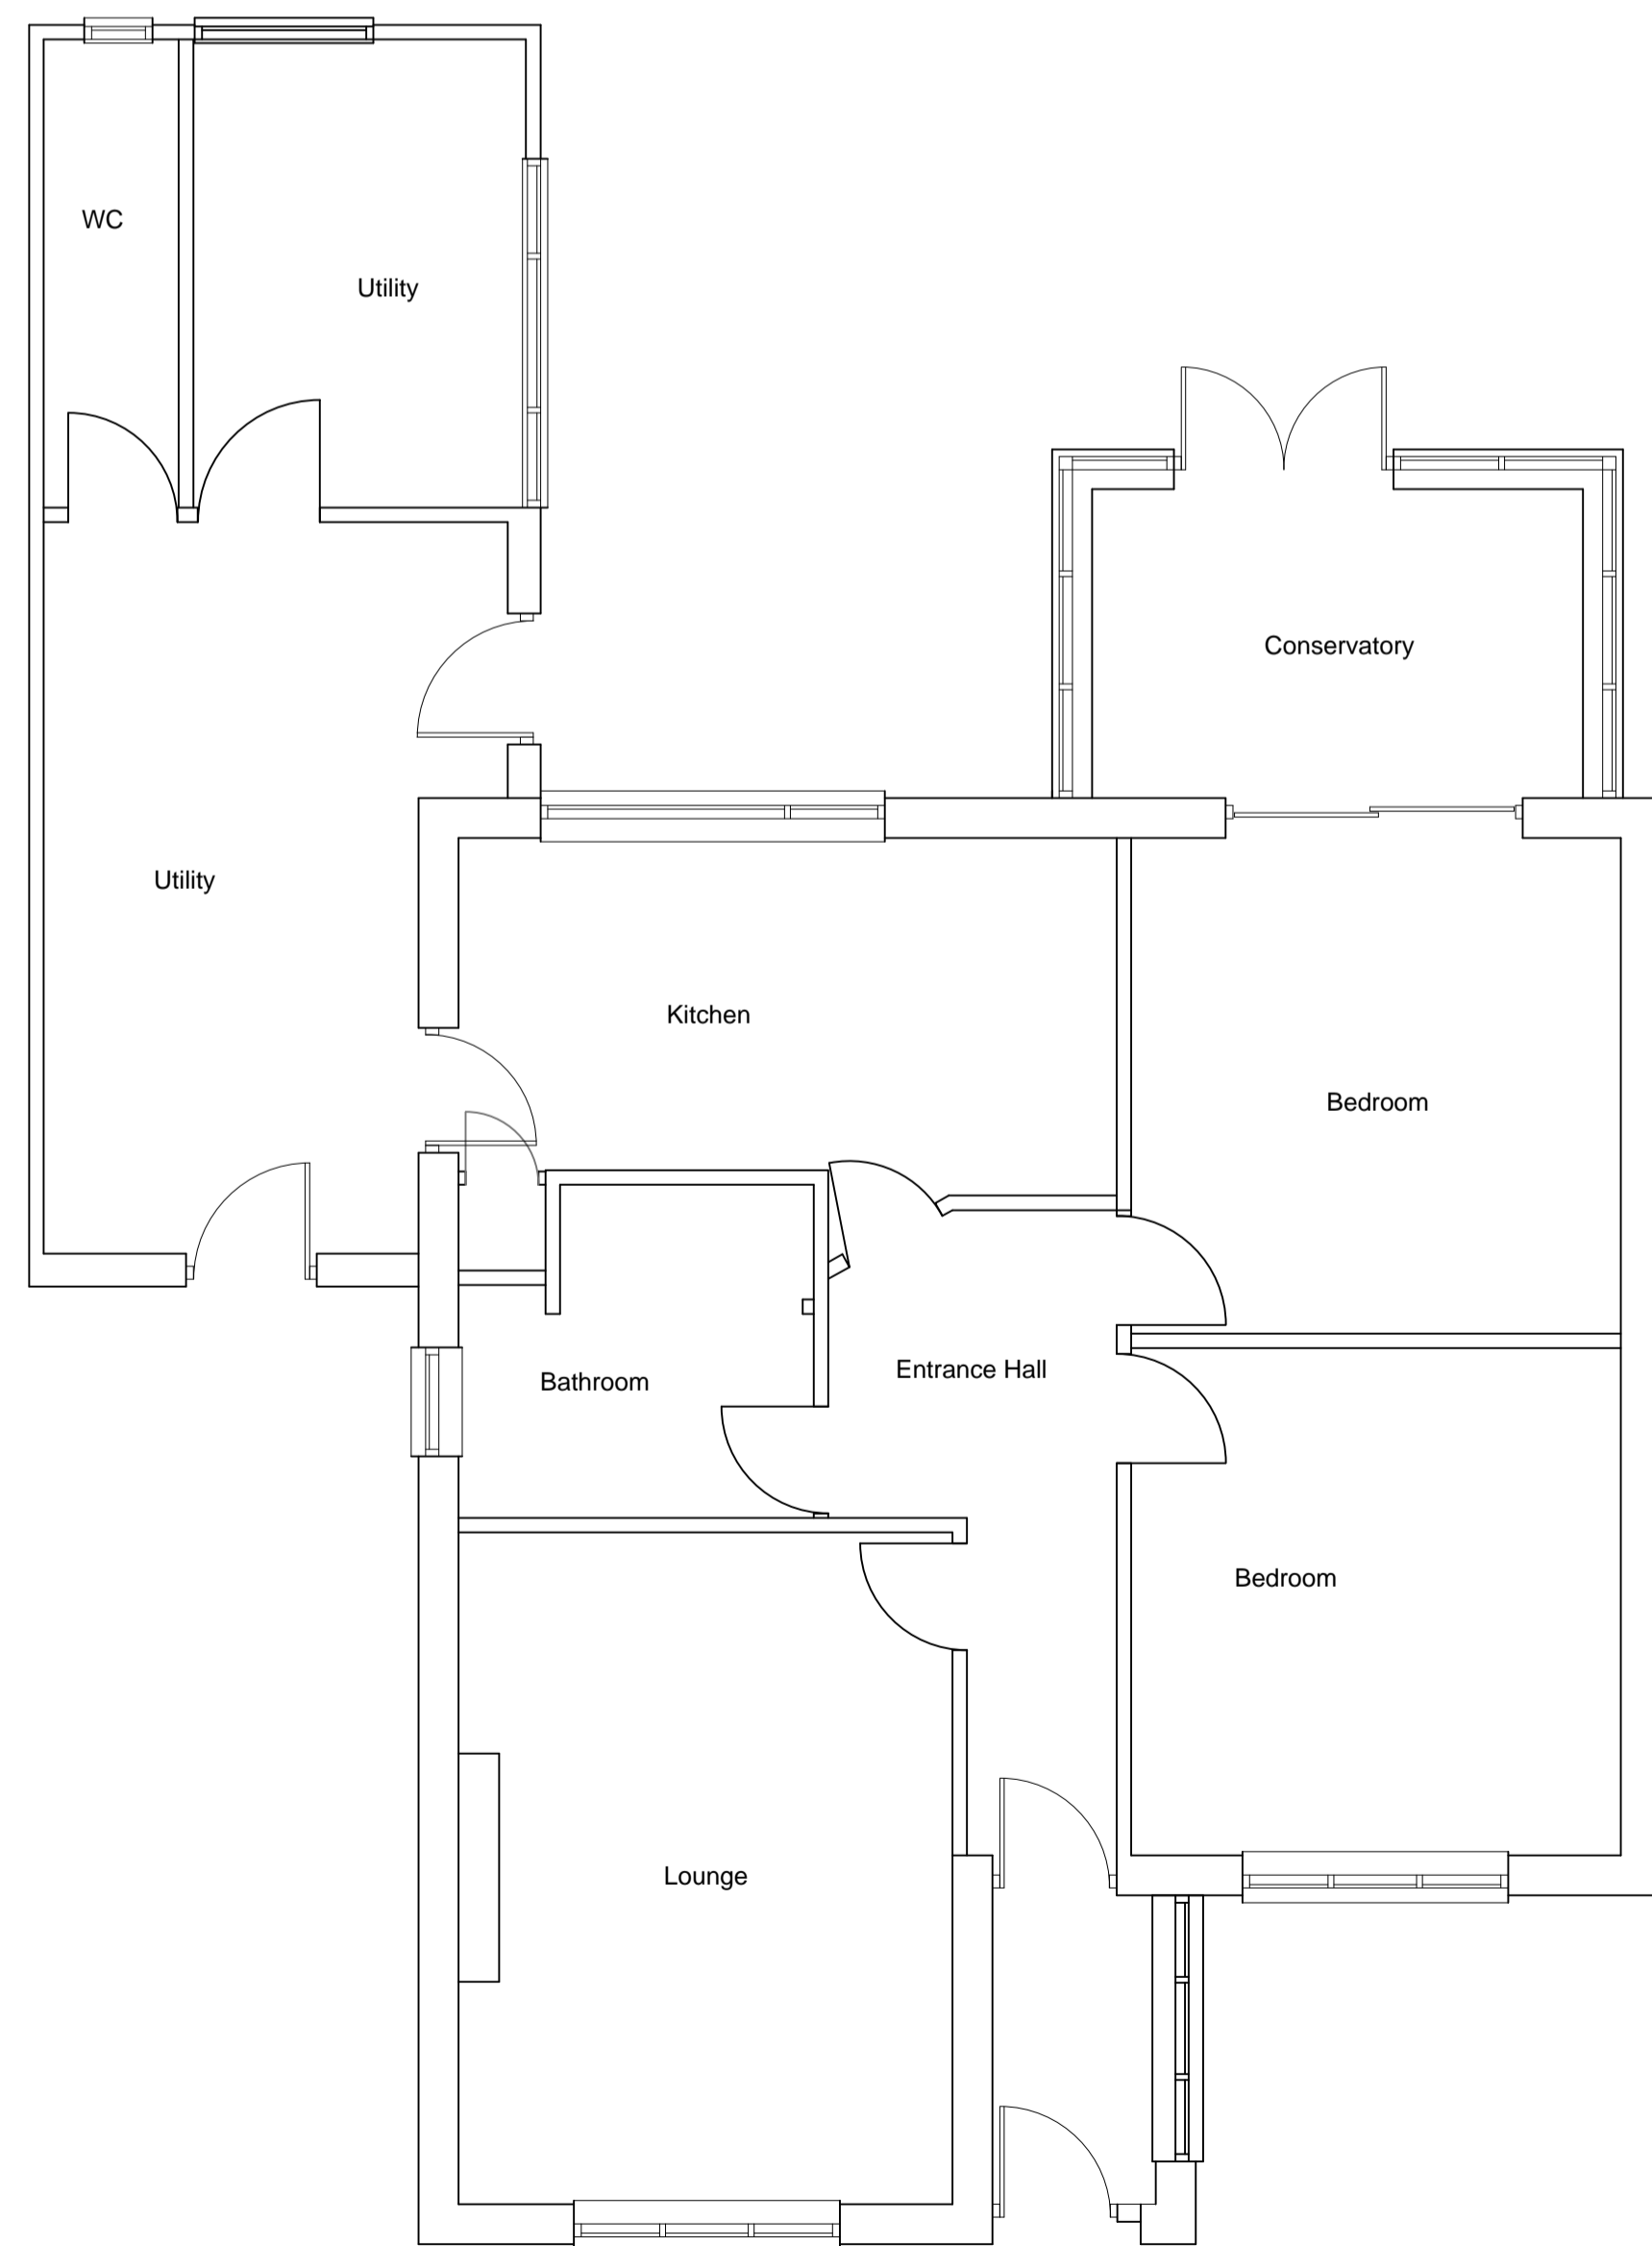 WC
Utility
Conservatory
Utility
Kitchen
Bedroom
Entrance Hall
Bathroom
Bedroom
Lounge